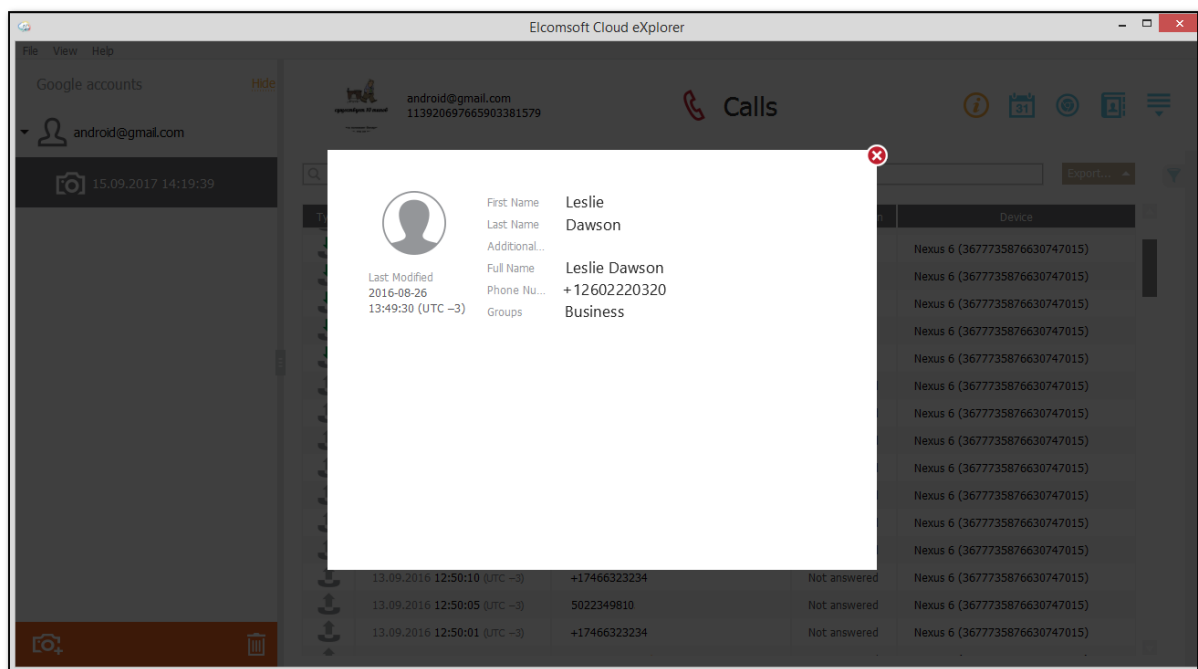 Elcomsoft Cloud eXplorer
File View Help
Google accounts Hide
android@gmail.com
15.09.2017 14:19:39
android@gmail.com
113920697665903381579
Calls
31
Export...
Device
First Name Leslie
Last Name Dawson
Additional...
Full Name Leslie Dawson
Phone Nu... +12602220320
Groups Business
Last Modified
2016-08-26
13:49:30 (UTC –3)
Nexus 6 (3677735876630747015)
Nexus 6 (3677735876630747015)
Nexus 6 (3677735876630747015)
Nexus 6 (3677735876630747015)
Nexus 6 (3677735876630747015)
Nexus 6 (3677735876630747015)
Nexus 6 (3677735876630747015)
Nexus 6 (3677735876630747015)
Nexus 6 (3677735876630747015)
Nexus 6 (3677735876630747015)
Nexus 6 (3677735876630747015)
Nexus 6 (3677735876630747015)
13.09.2016 12:50:10 (UTC –3) +17466323234 Not answered Nexus 6 (3677735876630747015)
13.09.2016 12:50:05 (UTC –3) 5022349810 Not answered Nexus 6 (3677735876630747015)
13.09.2016 12:50:01 (UTC –3) +17466323234 Not answered Nexus 6 (3677735876630747015)